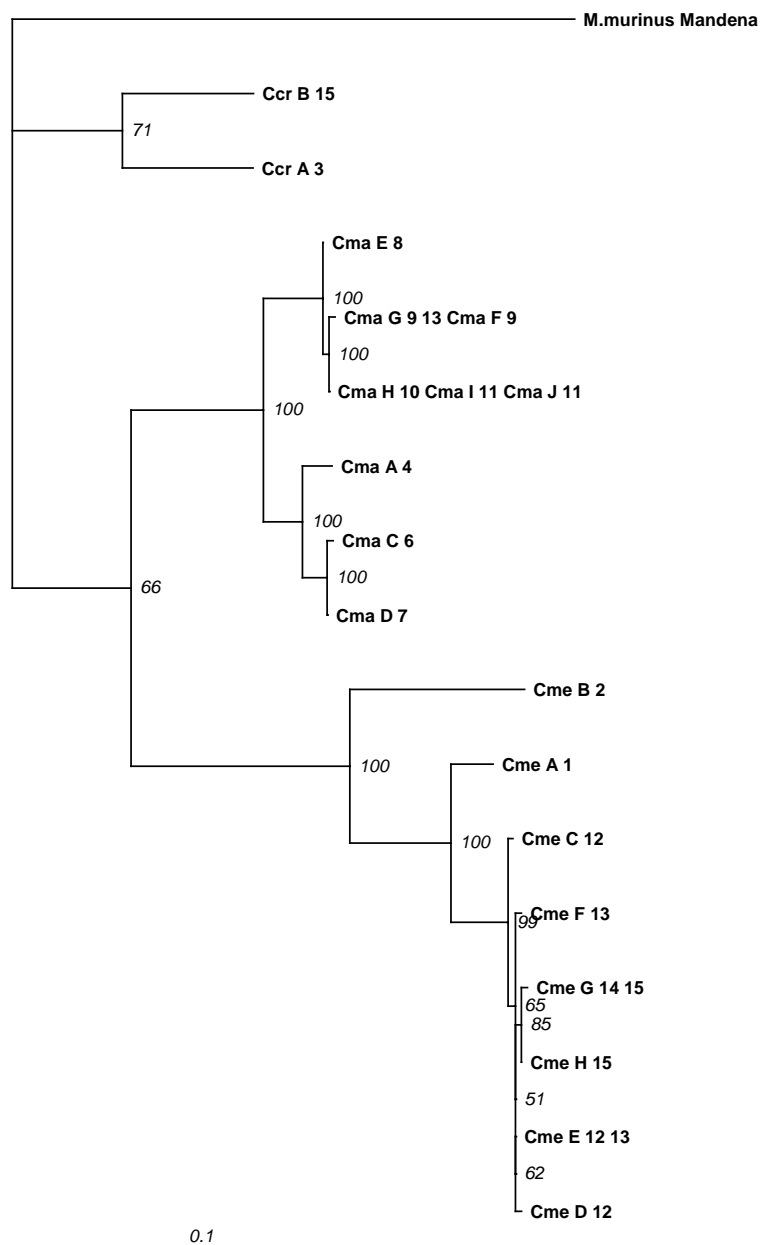 M.murinus Mandena
Ccr B 15
71
Ccr A 3
Cma E 8
100
Cma G 9 13 Cma F 9
100
Cma H 10 Cma I 11 Cma J 11
100
Cma A 4
100
Cma C 6
100
66
Cma D 7
Cme B 2
Cme A 1
100
Cme C 12
100
Cme F 13
99
Cme G 14 15
65
85
Cme H 15
51
Cme E 12 13
62
Cme D 12
0.1